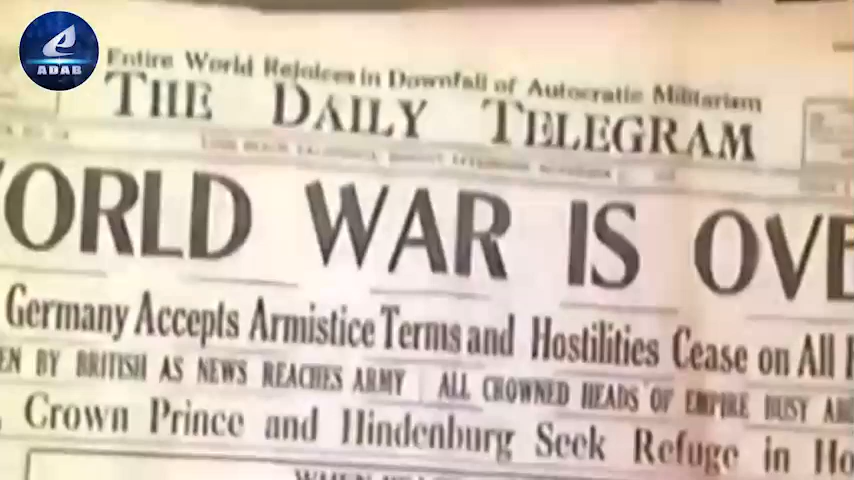 ADAB
Entire World Rejoices in Downfall of Autocratic Militarism
THE DAILY TELEGRAM
ORLD WAR IS OVE
Germany Accepts Armistice Terms and Hostilities Cease on All
EN BY BRITISH AS NEWS REACHES ARMY
ALL CROWNED HEADS OF EMPIRE BUSY
Crown Prince and Hindenburg Seek Refuge in Ho